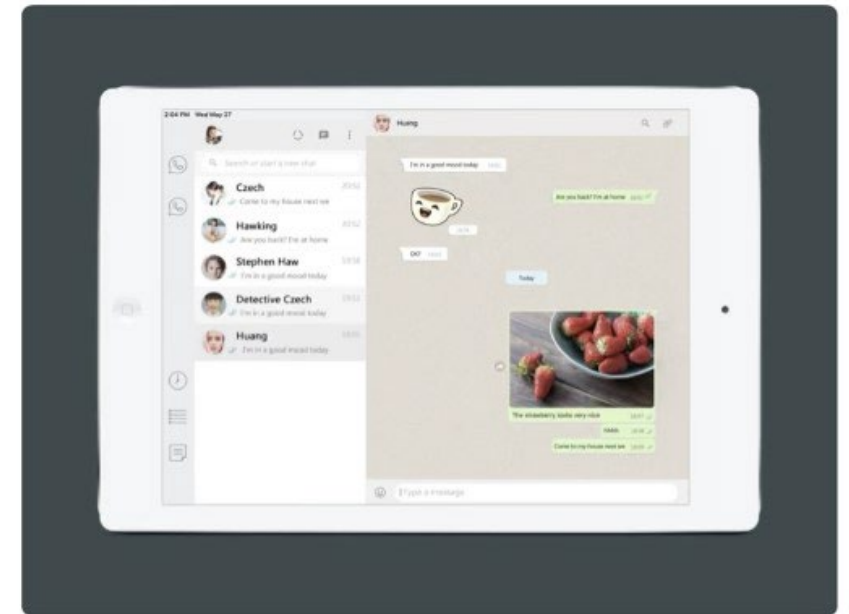 2:04 PM Wed May 27
Search or start a new chat
Czech
Come to my house next we
Hawking
Are you back? I'm at home
Stephen Haw
I'm in a good mood today
Detective Czech
I'm in a good mood today
Huang
I'm in a good mood today
Huang
I'm in a good mood today
Are you back? I'm at home
Today
The strawberry looks very nice
Come to my house next we
Type a message